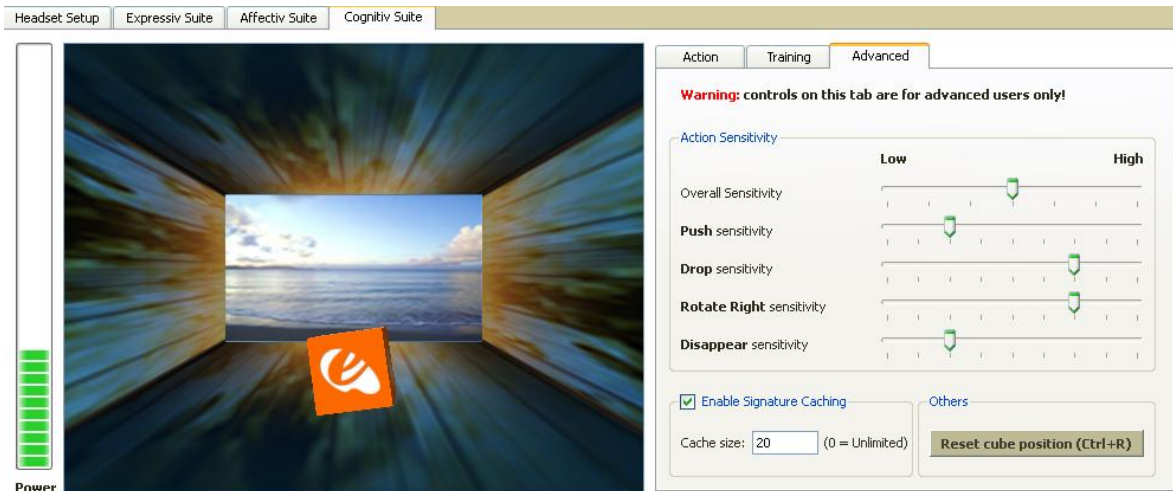 Headset Setup Expressiv Suite Affectiv Suite Cognitiv Suite
Power
Action Training Advanced
Warning: controls on this tab are for advanced users only!
Action Sensitivity
Low High
Overall Sensitivity
Push sensitivity
Drop sensitivity
Rotate Right sensitivity
Disappear sensitivity
Enable Signature Caching
Cache size: 20 (0 = Unlimited)
Others
Reset cube position (Ctrl+R)